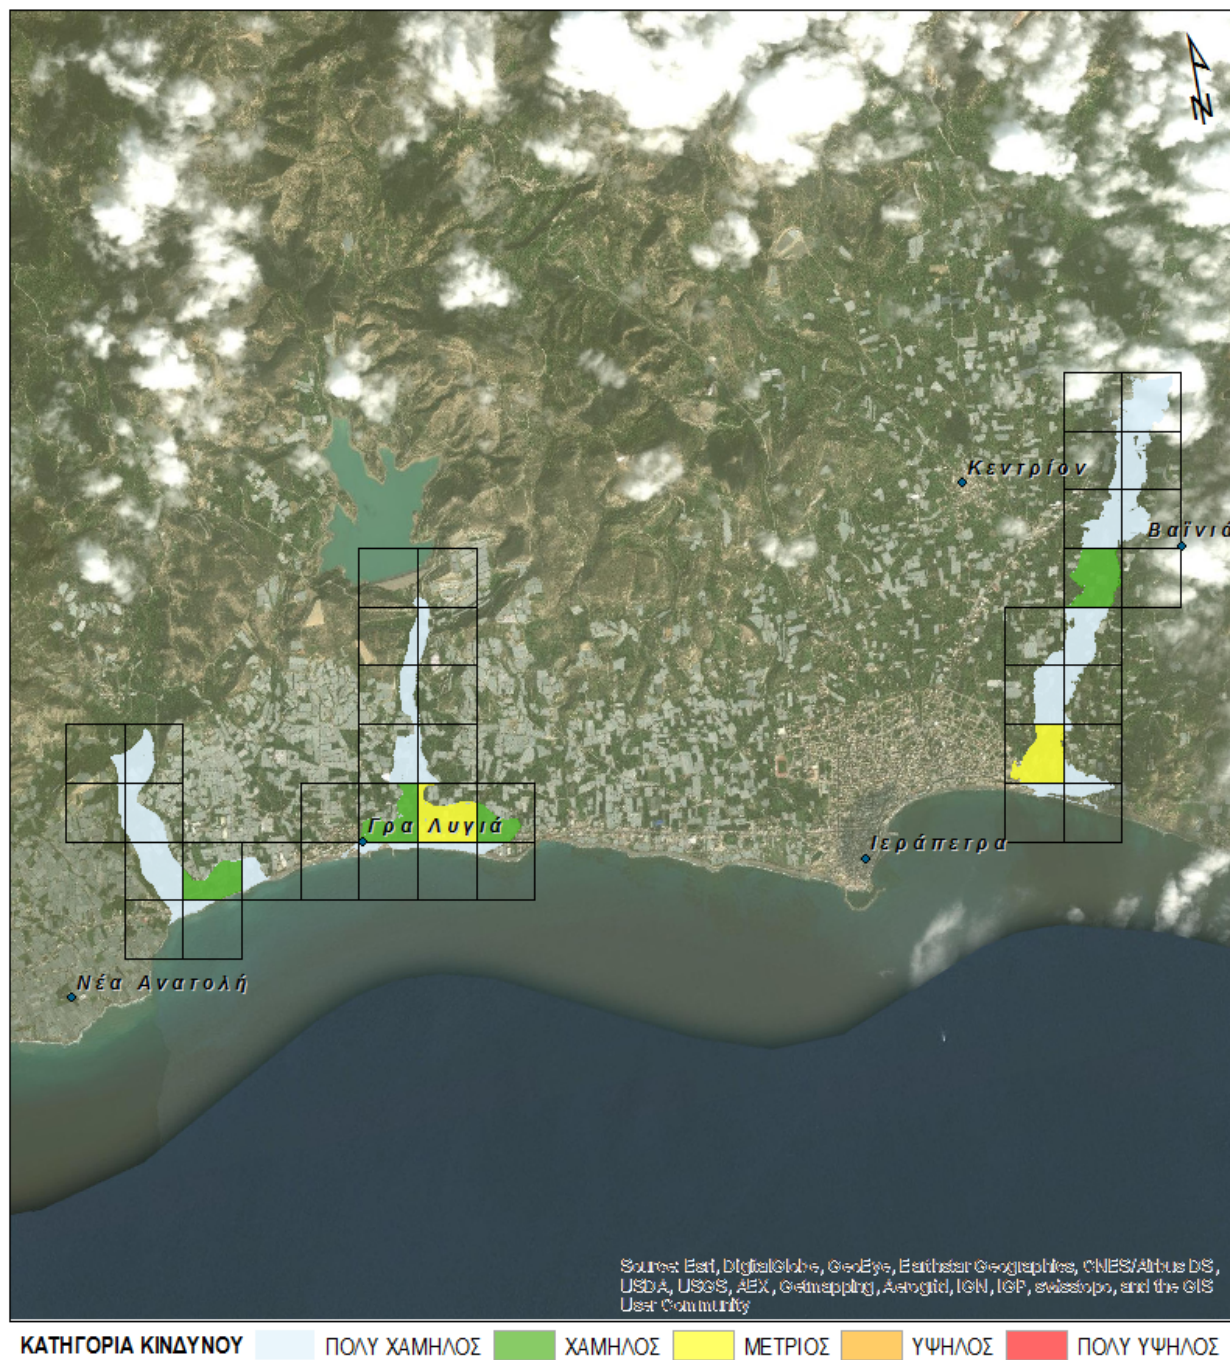 Κεντρίον
Βαϊνιά
Γρα Λυγιά
Ιεράπετρα
Νέα Ανατολή
Source: Esri, DigitalGlobe, GeoEye, Earthstar Geographics, CNES/Airbus DS,
USDA, USGS, AEX, Getmapping, Aerogrid, IGN, IGP, swisstopo, and the GIS
User Community
ΚΑΤΗΓΟΡΙΑ ΚΙΝΔΥΝΟΥ ΠΟΛΥ ΧΑΜΗΛΟΣ ΧΑΜΗΛΟΣ ΜΕΤΡΙΟΣ ΥΨΗΛΟΣ ΠΟΛΥ ΥΨΗΛΟΣ